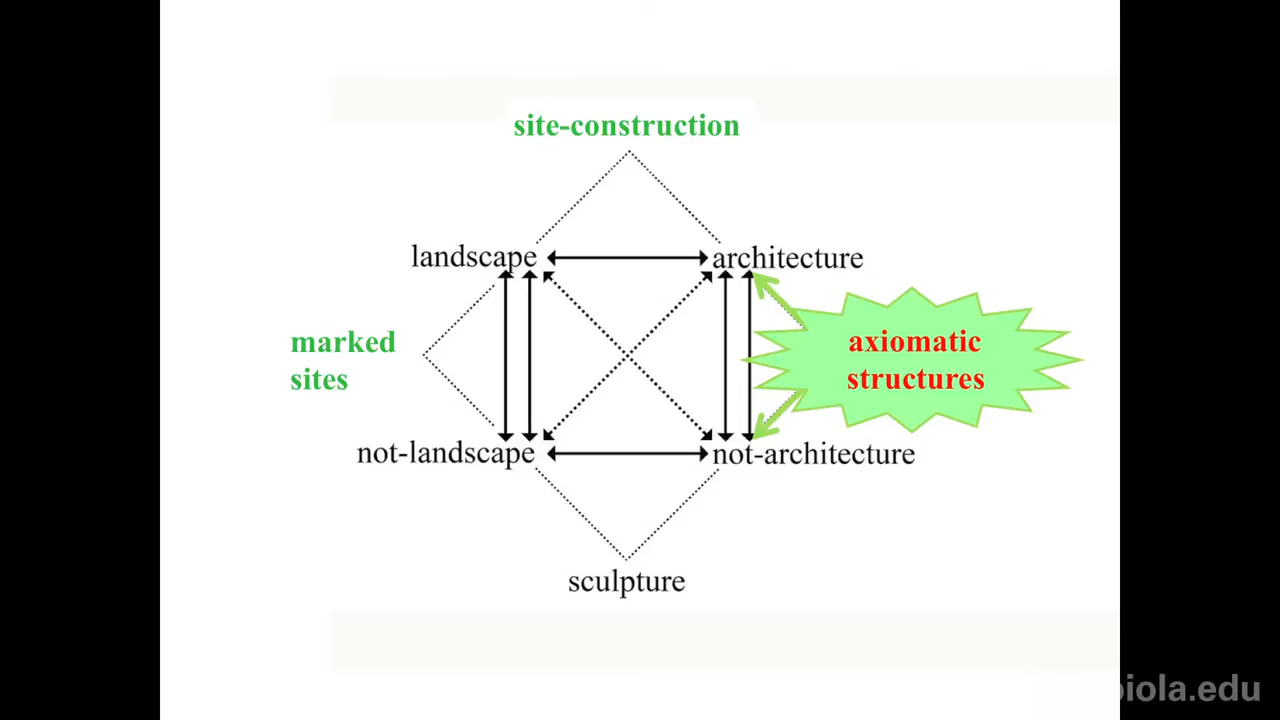 site-construction
landscape
architecture
marked
sites
axiomatic
structures
not-landscape
not-architecture
sculpture
biola.edu